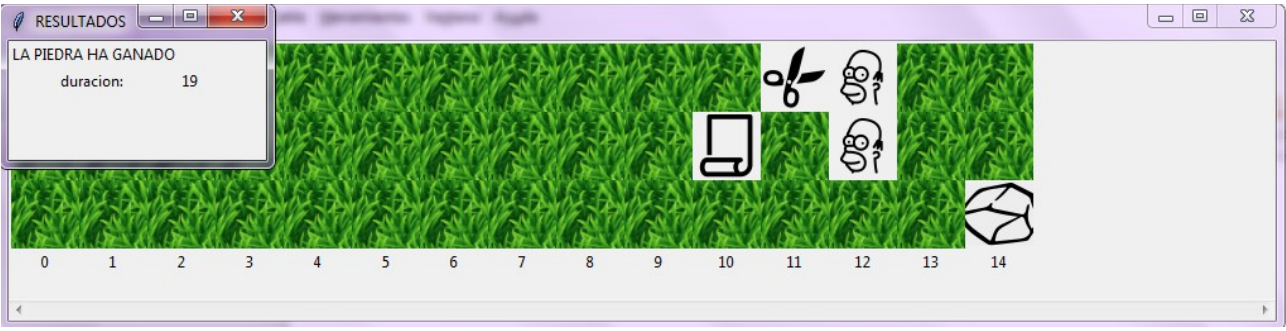 RESULTADOS
LA PIEDRA HA GANADO
duracion: 19
0 1 2 3 4 5 6 7 8 9 10 11 12 13 14